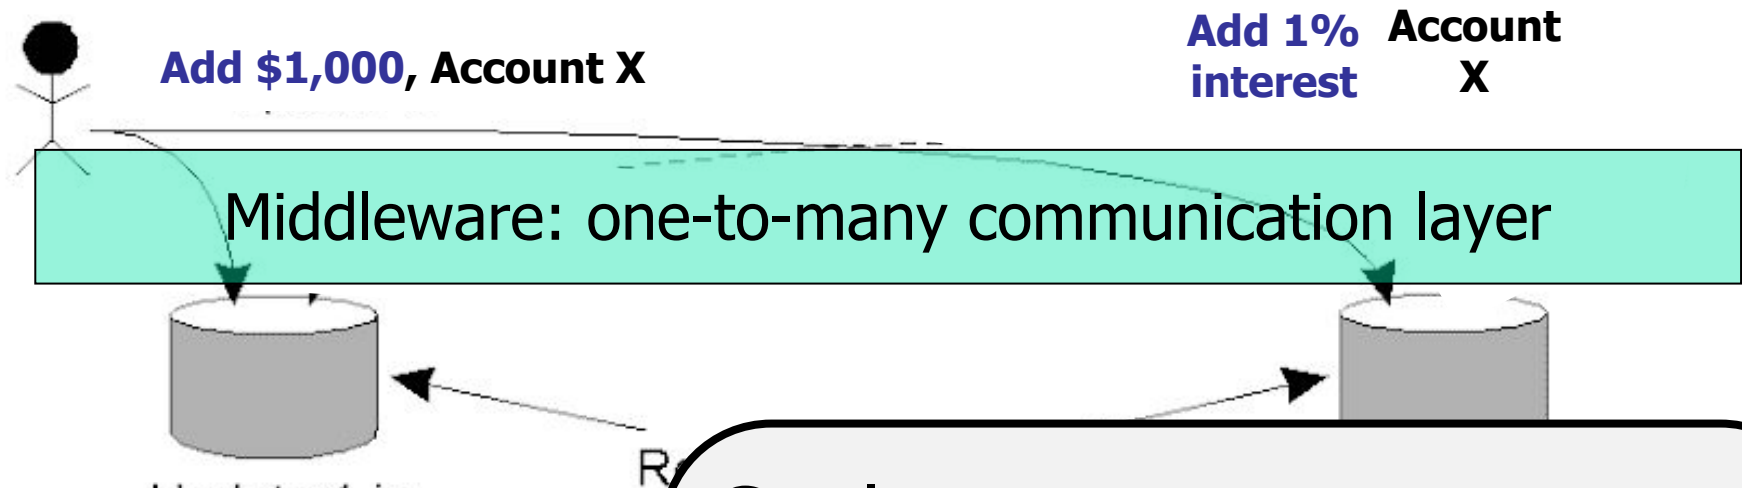 Add $1,000, Account X
Add 1%
interest
Account
X
Middleware: one-to-many communication layer